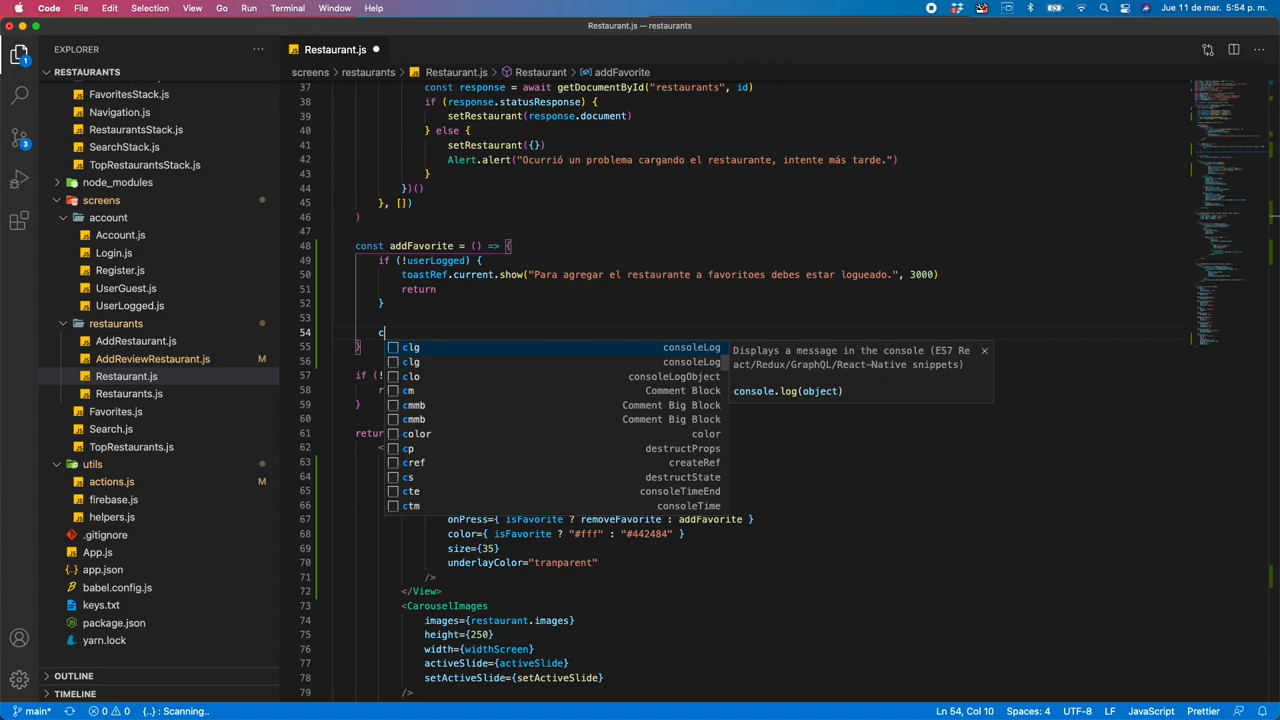 Code File Edit Selection View Go Run Terminal Window Help Jue 11 de mar. 5:54 p. m.
Restaurant.js — restaurants
EXPLORER
RESTAURANTS
FavoritesStack.js
Navigation.js
RestaurantsStack.js
SearchStack.js
TopRestaurantsStack.js
node_modules
screens
account
Account.js
Login.js
Register.js
UserGuest.js
UserLogged.js
restaurants
AddRestaurant.js
AddReviewRestaurant.js M
Restaurant.js
Restaurants.js
Favorites.js
Search.js
TopRestaurants.js
utils
actions.js M
firebase.js
helpers.js
.gitignore
App.js
app.json
babel.config.js
keys.txt
package.json
yarn.lock
OUTLINE
TIMELINE
1
3
Restaurant.js
screens > restaurants > Restaurant.js > Restaurant > addFavorite
37 const response = await getDocumentById("restaurants", id)
38 if (response.statusResponse) {
39 setRestaurant(response.document)
40 } else {
41 setRestaurant({})
42 Alert.alert("Ocurrió un problema cargando el restaurante, intente más tarde.")
43 }
44 })()
45 }, [])
46 )
47
48 const addFavorite = () => {
49 if (!userLogged) {
50 toastRef.current.show("Para agregar el restaurante a favoritoes debes estar logueado.", 3000)
51 return
52 }
53
54 c
55 }
56
57 if (!
58 r
59 }
60
61 return
62 <
63
64
65
66
67 onPress={ isFavorite ? removeFavorite : addFavorite }
68 color={ isFavorite ? "#fff" : "#442484" }
69 size={35}
70 underlayColor="tranparent"
71 />
72 </View>
73 <CarouselImages
74 images={restaurant.images}
75 height={250}
76 width={widthScreen}
77 activeSlide={activeSlide}
78 setActiveSlide={setActiveSlide}
79 />
clg consoleLog
clg consoleLog
clo consoleLogObject
cm Comment Block
cmmb Comment Big Block
cmmb Comment Big Block
color color
cp destructProps
cref createRef
cs destructState
cte consoleTimeEnd
ctm consoleTime
Displays a message in the console (ES7 Re
act/Redux/GraphQL/React-Native snippets)
console.log(object)
main* 0 0 {..} : Scanning.. Ln 54, Col 10 Spaces: 4 UTF-8 LF JavaScript Prettier